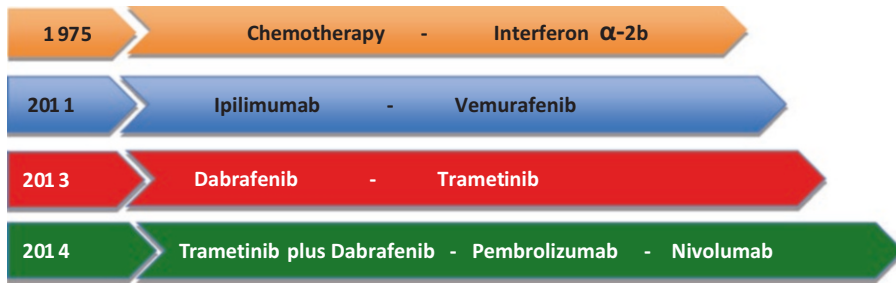 1975 Chemotherapy - Interferon α-2b
2011 Ipilimumab - Vemurafenib
2013 Dabrafenib - Trametinib
2014 Trametinib plus Dabrafenib - Pembrolizumab - Nivolumab